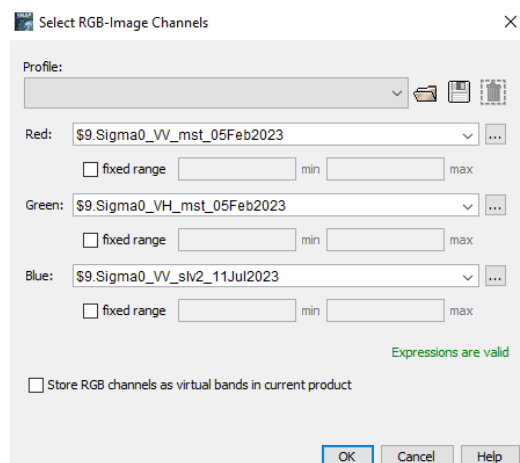 SNAP
Select RGB-Image Channels
Profile:
Red: $9.Sigma0_VV_mst_05Feb2023 ...
fixed range min max
Green: $9.Sigma0_VH_mst_05Feb2023 ...
fixed range min max
Blue: $9.Sigma0_VV_slv2_11Jul2023 ...
fixed range min max
Expressions are valid
Store RGB channels as virtual bands in current product
OK Cancel Help